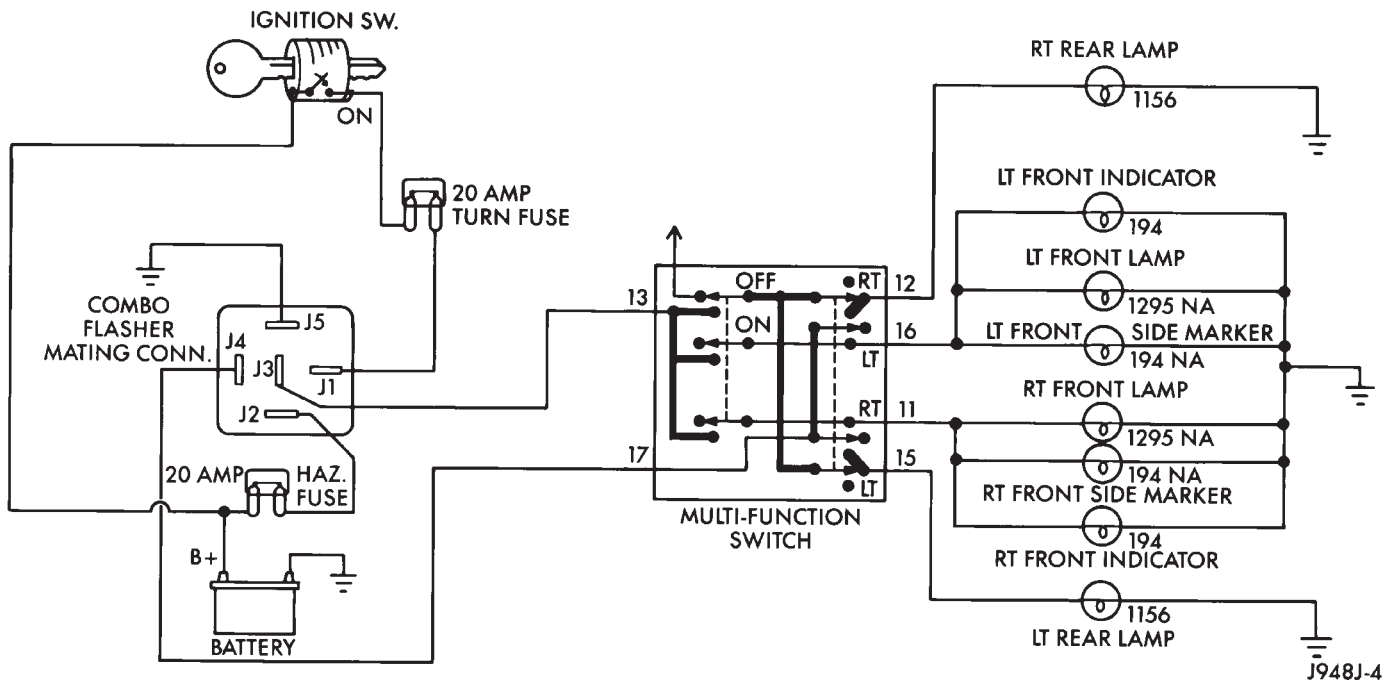 IGNITION SW.
ON
20 AMP
TURN FUSE
COMBO
FLASHER
MATING CONN.
J5
J4
J3
J1
J2
20 AMP
HAZ.
FUSE
B+
BATTERY
13
17
OFF
ON
RT
LT
RT
LT
12
16
11
15
MULTI-FUNCTION
SWITCH
RT REAR LAMP
1156
LT FRONT INDICATOR
194
LT FRONT LAMP
1295 NA
LT FRONT SIDE MARKER
194 NA
RT FRONT LAMP
1295 NA
194 NA
RT FRONT SIDE MARKER
194
RT FRONT INDICATOR
1156
LT REAR LAMP
J948J-4